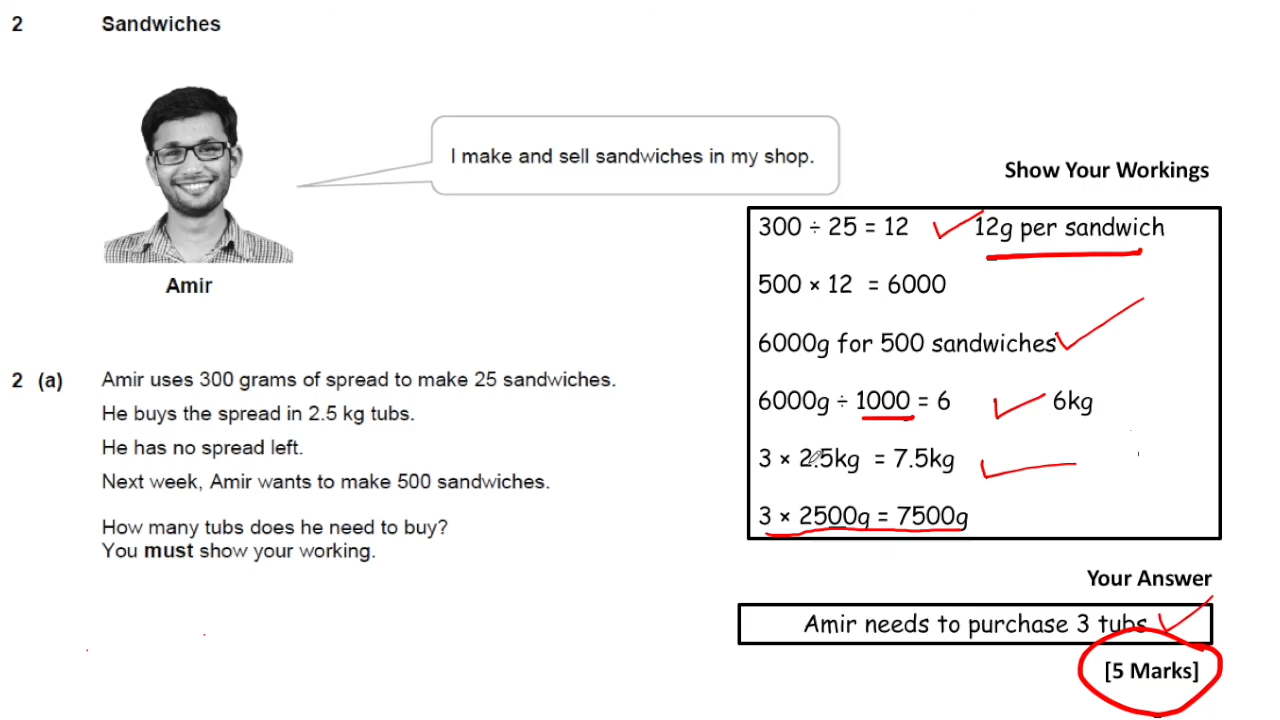 2 Sandwiches
I make and sell sandwiches in my shop.
Amir
2 (a) Amir uses 300 grams of spread to make 25 sandwiches.
He buys the spread in 2.5 kg tubs.
He has no spread left.
Next week, Amir wants to make 500 sandwiches.
How many tubs does he need to buy?
You must show your working.
Show Your Workings
300 ÷ 25 = 12 12g per sandwich
500 × 12 = 6000
6000g for 500 sandwiches
6000g ÷ 1000 = 6 6kg
3 × 2.5kg = 7.5kg
3 × 2500g = 7500g
Your Answer
Amir needs to purchase 3 tubs
[5 Marks]